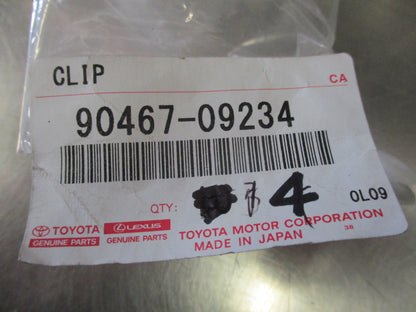 CLIP
CA
90467-09234
QTY: 4
0L09
TOYOTA GENUINE PARTS
LEXUS GENUINE PARTS
TOYOTA MOTOR CORPORATION
MADE IN JAPAN
38